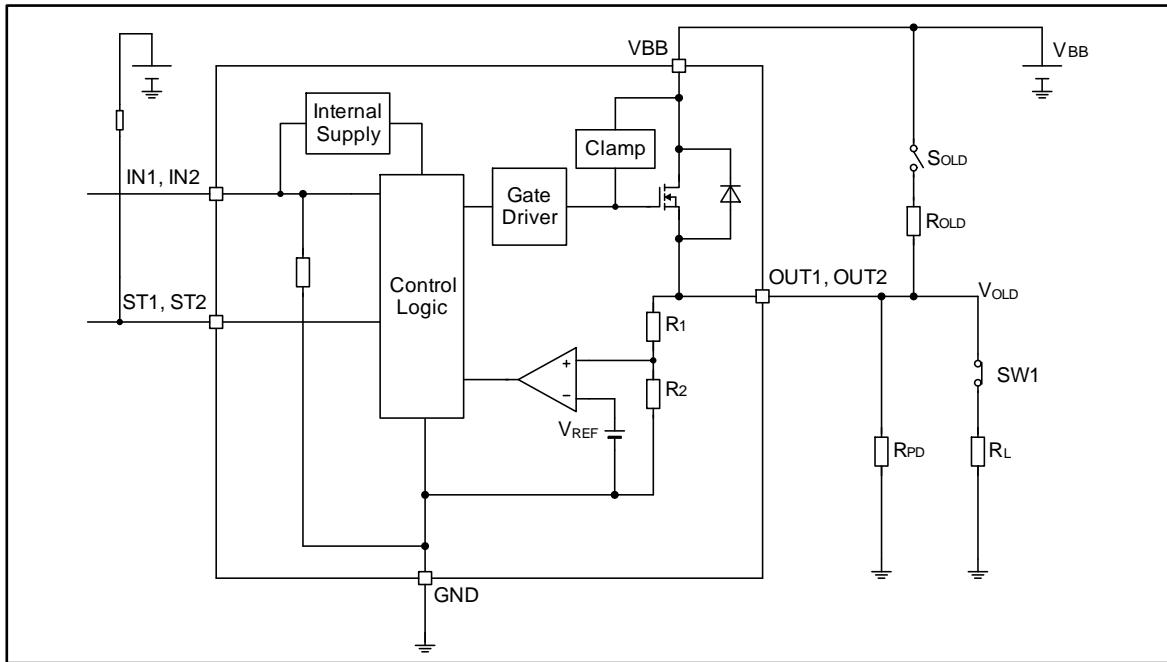 VBB
VBB
Internal
Supply
Clamp
SOLD
IN1, IN2
Gate
Driver
ROLD
Control
Logic
OUT1, OUT2
VOLD
ST1, ST2
R1
+
−
R2
SW1
VREF
RPD
RL
GND